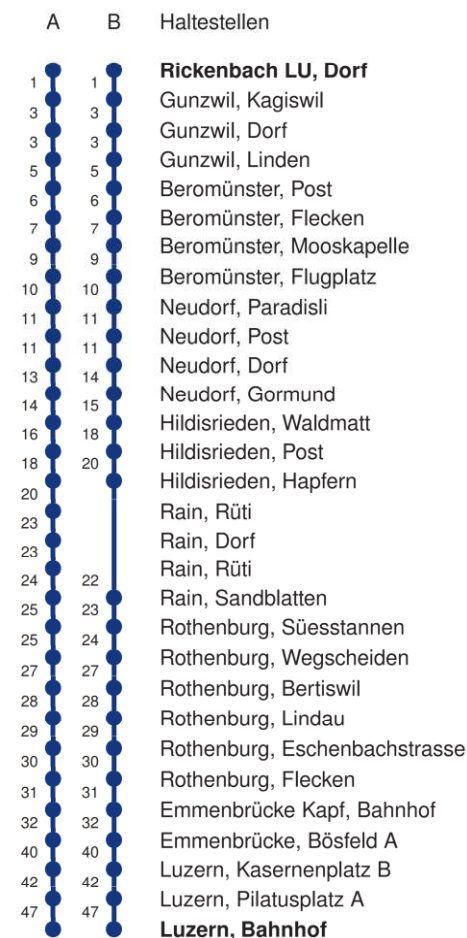 A B Haltestellen
Rickenbach LU, Dorf
1 1
Gunzwil, Kagiswil
3 3
Gunzwil, Dorf
3 3
Gunzwil, Linden
5 5
Beromünster, Post
6 6
Beromünster, Flecken
7 7
Beromünster, Mooskapelle
9 9
Beromünster, Flugplatz
10 10
Neudorf, Paradisli
11 11
Neudorf, Post
11 11
Neudorf, Dorf
13 14
Neudorf, Gormund
14 15
Hildisrieden, Waldmatt
16 18
Hildisrieden, Post
18 20
Hildisrieden, Hapfern
20
Rain, Rüti
23
Rain, Dorf
23
Rain, Rüti
24 22
Rain, Sandblatten
25 23
Rothenburg, Süesstannen
25 24
Rothenburg, Wegscheiden
27 27
Rothenburg, Bertiswil
28 28
Rothenburg, Lindau
29 29
Rothenburg, Eschenbachstrasse
30 30
Rothenburg, Flecken
31 31
Emmenbrücke Kapf, Bahnhof
32 32
Emmenbrücke, Bösfeld A
40 40
Luzern, Kasernenplatz B
42 42
Luzern, Pilatusplatz A
47 47
Luzern, Bahnhof